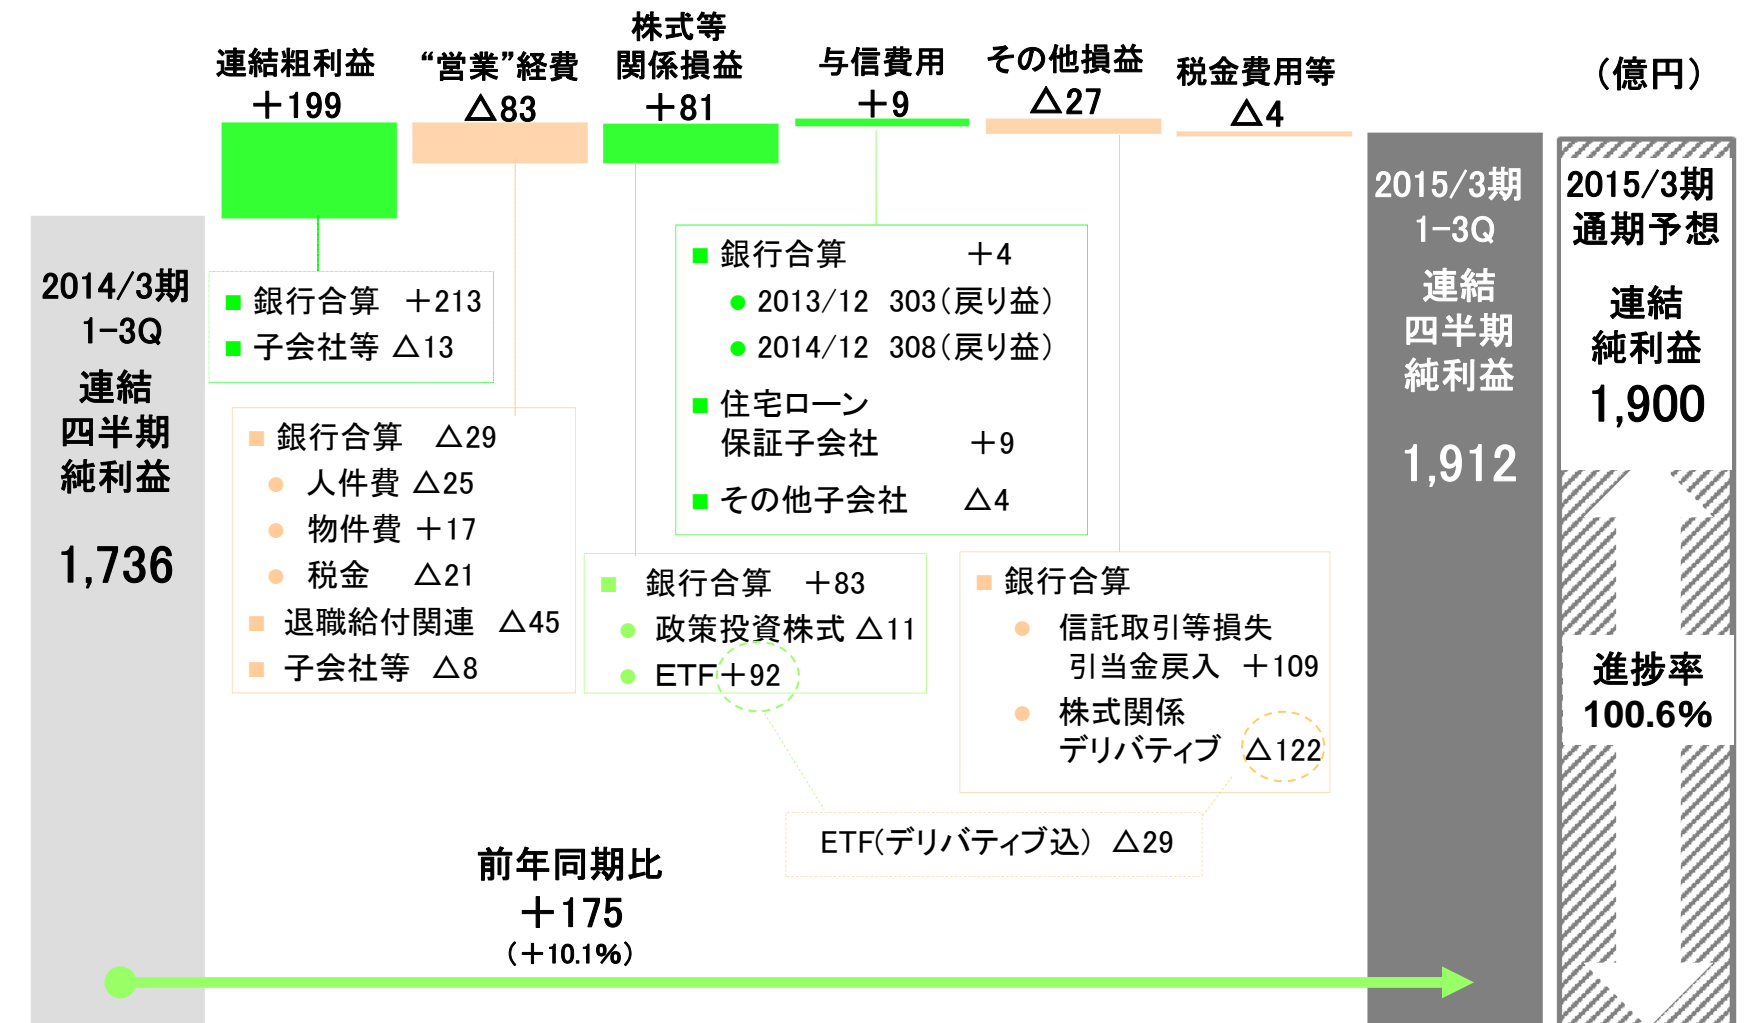 連結粗利益
＋199
“営業”経費
△83
株式等
関係損益
＋81
与信費用
＋9
その他損益
△27
税金費用等
△4
（億円）
2014/3期
1-3Q
連結
四半期
純利益
1,736
■ 銀行合算 ＋213
■ 子会社等 △13
■ 銀行合算 △29
● 人件費 △25
● 物件費 ＋17
● 税金 △21
■ 退職給付関連 △45
■ 子会社等 △8
■ 銀行合算 ＋83
● 政策投資株式 △11
● ETF＋92
■ 銀行合算 ＋4
● 2013/12 303（戻り益）
● 2014/12 308（戻り益）
■ 住宅ローン
保証子会社 ＋9
■ その他子会社 △4
■ 銀行合算
● 信託取引等損失
引当金戻入 ＋109
● 株式関係
デリバティブ △122
ETF(デリバティブ込） △29
前年同期比
＋175
（＋10.1%）
2015/3期
1-3Q
連結
四半期
純利益
1,912
2015/3期
通期予想
連結
純利益
1,900
進捗率
100.6%